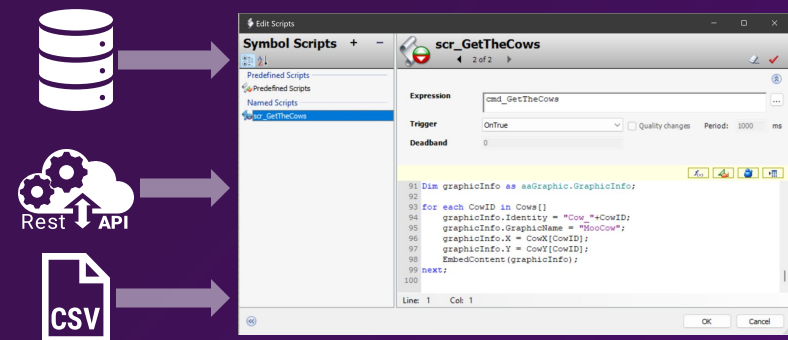 Edit Scripts
Symbol Scripts + −
Predefined Scripts
Predefined Scripts
Named Scripts
scr_GetTheCows
scr_GetTheCows
2 of 2
Expression
cmd_GetTheCows
...
Trigger
OnTrue
Quality changes
Period:
1000
ms
Deadband
0
91 Dim graphicInfo as aaGraphic.GraphicInfo;
92
93 for each CowID in Cows[]
94 graphicInfo.Identity = "Cow_"+CowID;
95 graphicInfo.GraphicName = "MooCow";
96 graphicInfo.X = CowX[CowID];
97 graphicInfo.Y = CowY[CowID];
98 EmbedContent(graphicInfo);
99 next;
100
Line: 1 Col: 1
OK
Cancel
Rest API
CSV